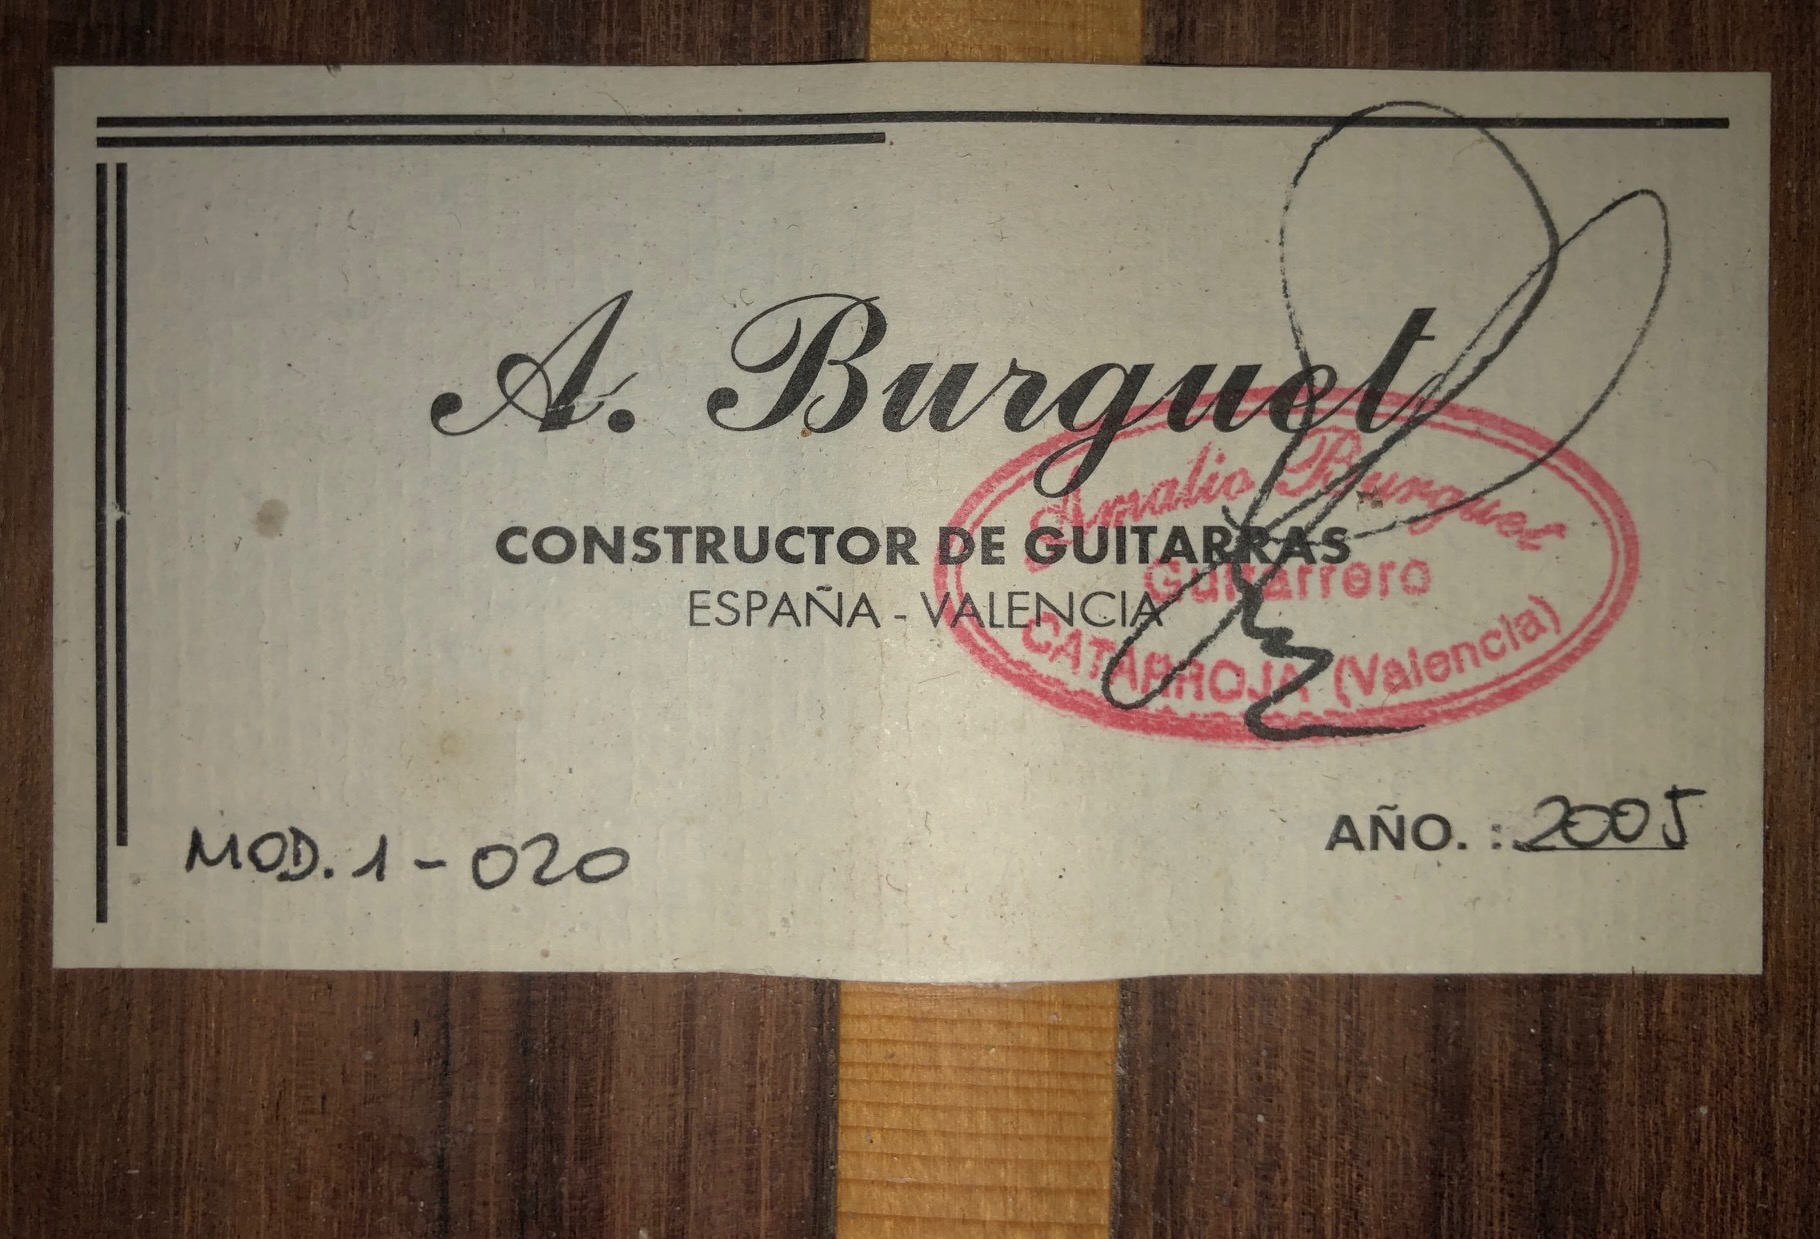 A. Burguet
CONSTRUCTOR DE GUITARRAS
ESPAÑA - VALENCIA
Amalio Burguet
Guitarrero
CATARROJA (Valencia)
MOD. 1-020
AÑO. : 2005